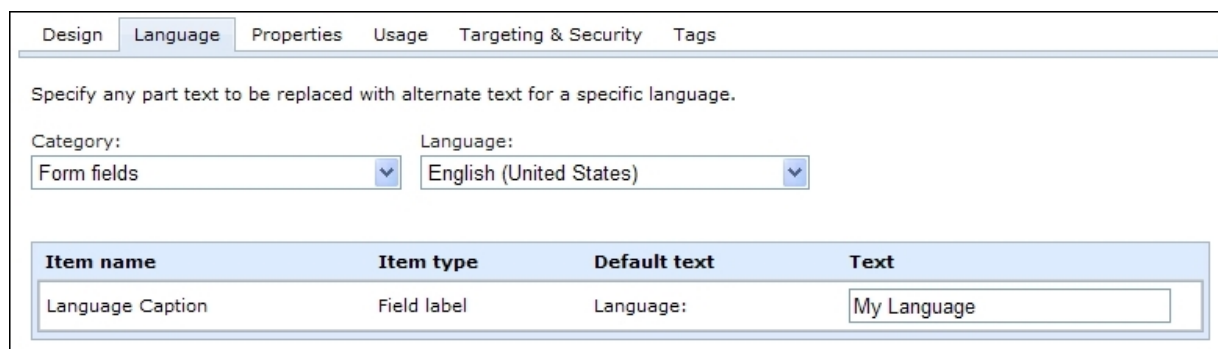 Design Language Properties Usage Targeting & Security Tags
Specify any part text to be replaced with alternate text for a specific language.
Category: Language:
Form fields English (United States)
Item name Item type Default text Text
Language Caption Field label Language: My Language